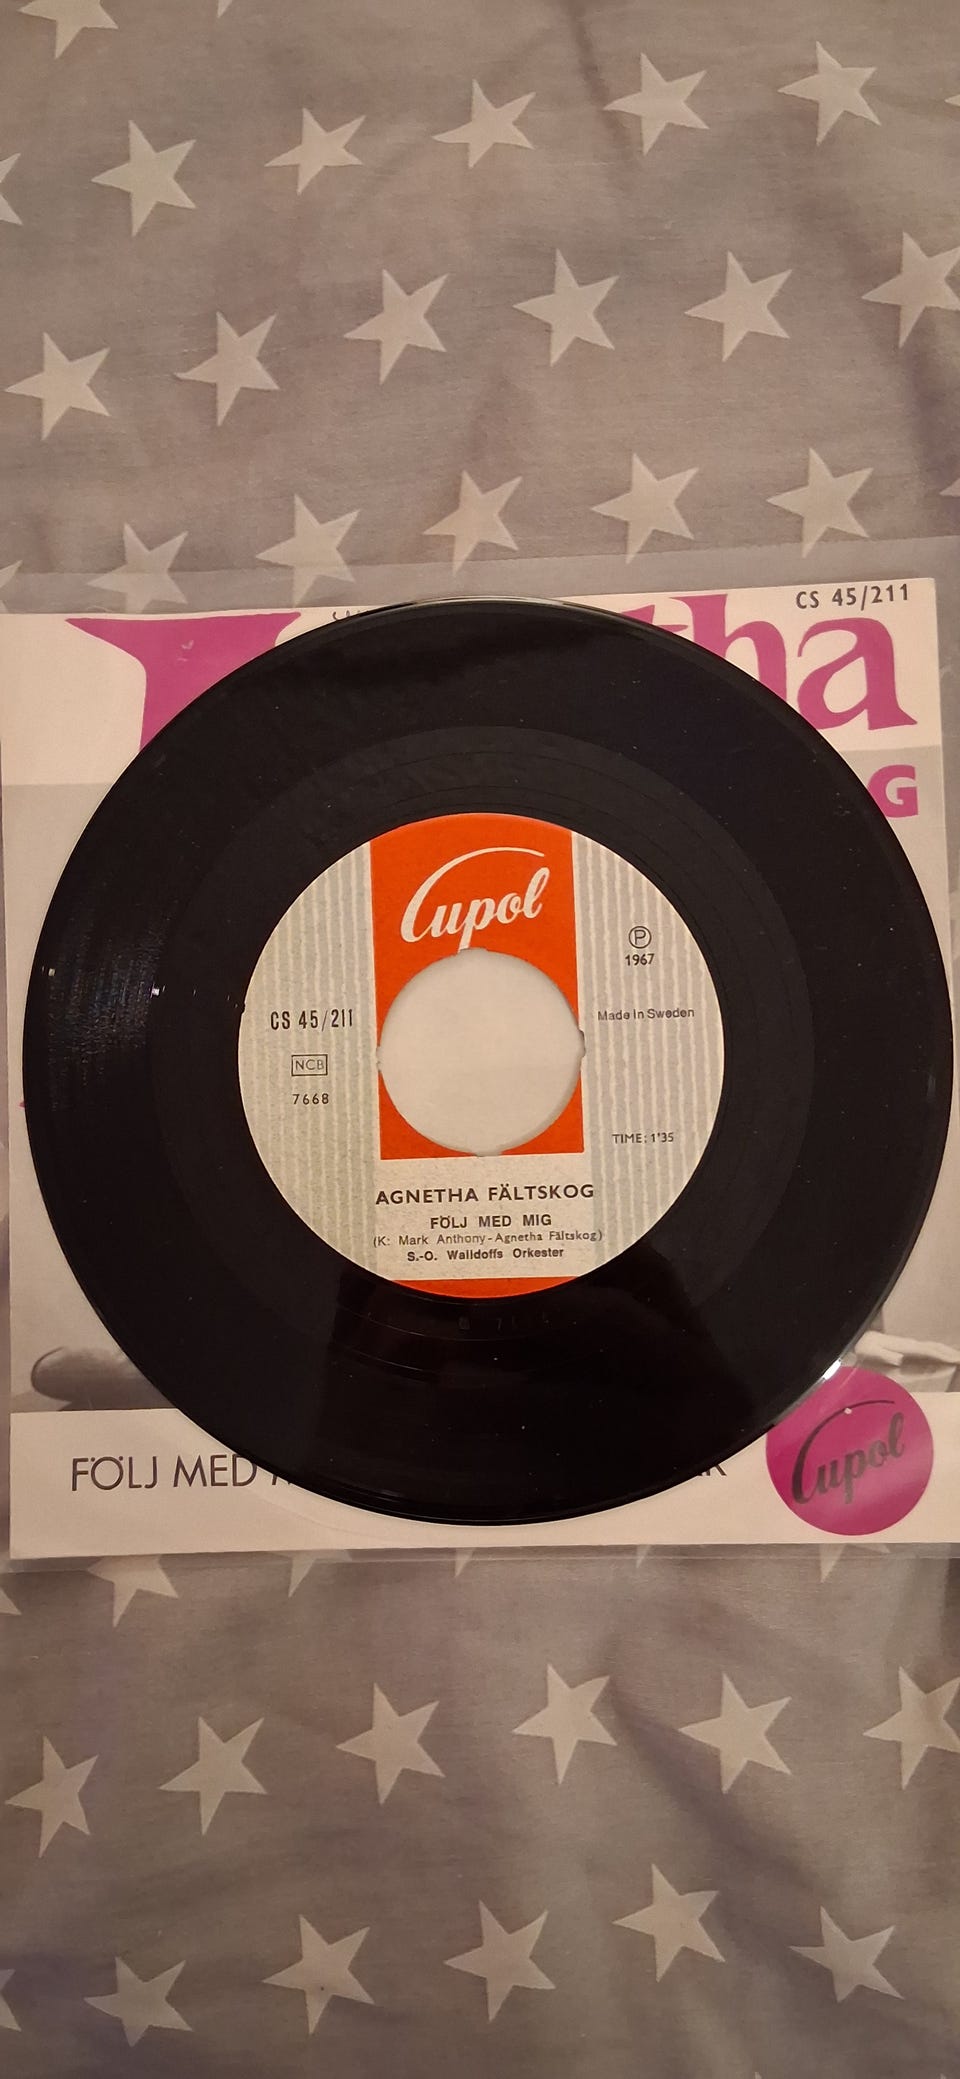 CS 45/211
tha
G
Cupol
℗
1967
CS 45/211
Made in Sweden
NCB
7668
TIME: 1'35
AGNETHA FÄLTSKOG
FÖLJ MED MIG
(K: Mark Anthony-Agnetha Fältskog)
S.-O. Walldoffs Orkester
FÖLJ MED
Cupol